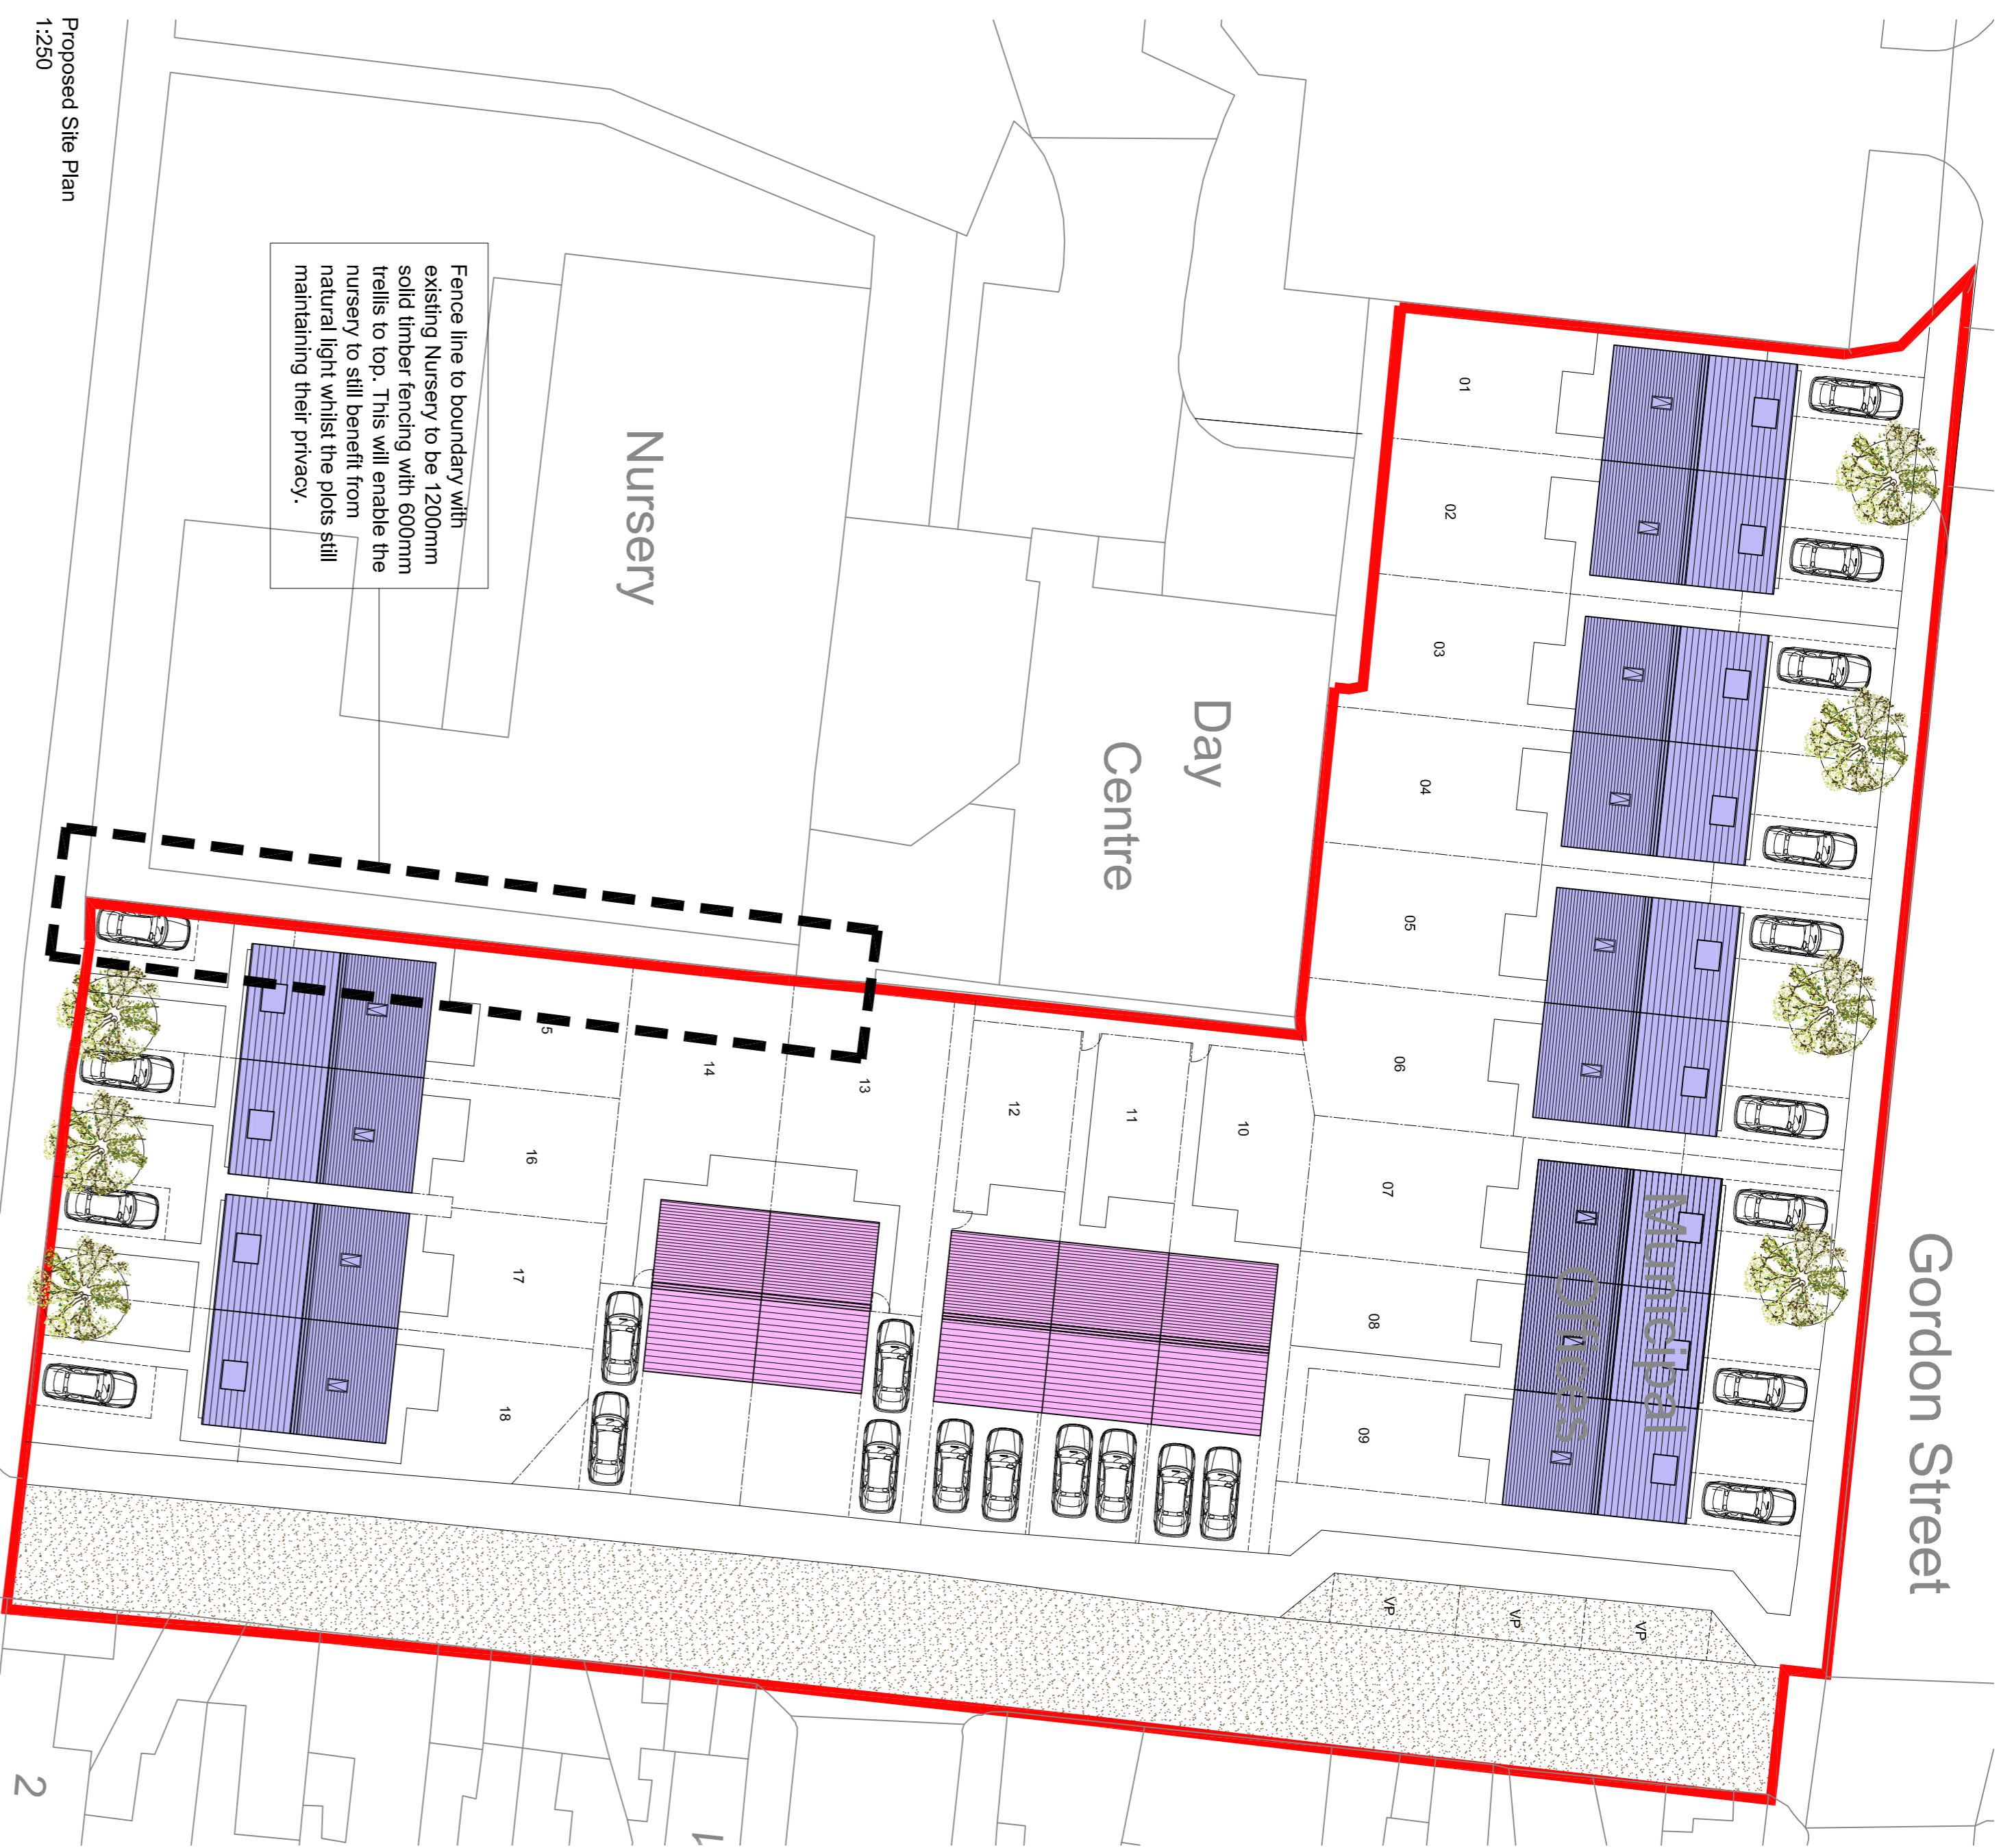 Gordon Street
Municipal
Offices
Day
Centre
Nursery
01
02
03
04
05
06
07
08
09
10
11
12
13
14
5
16
17
18
VP
VP
VP
Fence line to boundary with
existing Nursery to be 1200mm
solid timber fencing with 600mm
trellis to top. This will enable the
nursery to still benefit from
natural light whilst the plots still
maintaining their privacy.
2
Proposed Site Plan
1:250